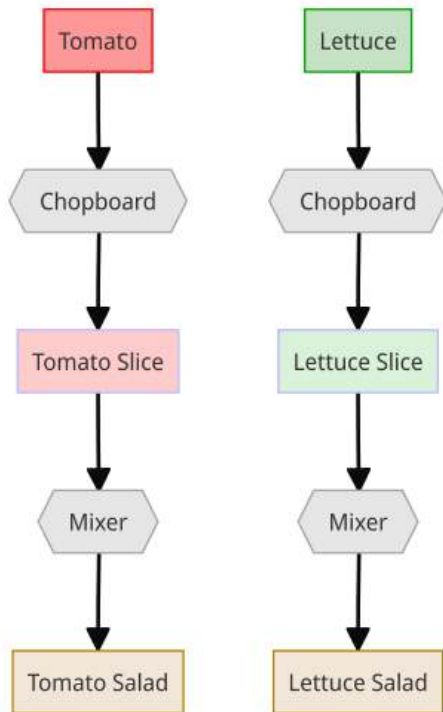 Tomato
Lettuce
Chopboard
Chopboard
Tomato Slice
Lettuce Slice
Mixer
Mixer
Tomato Salad
Lettuce Salad